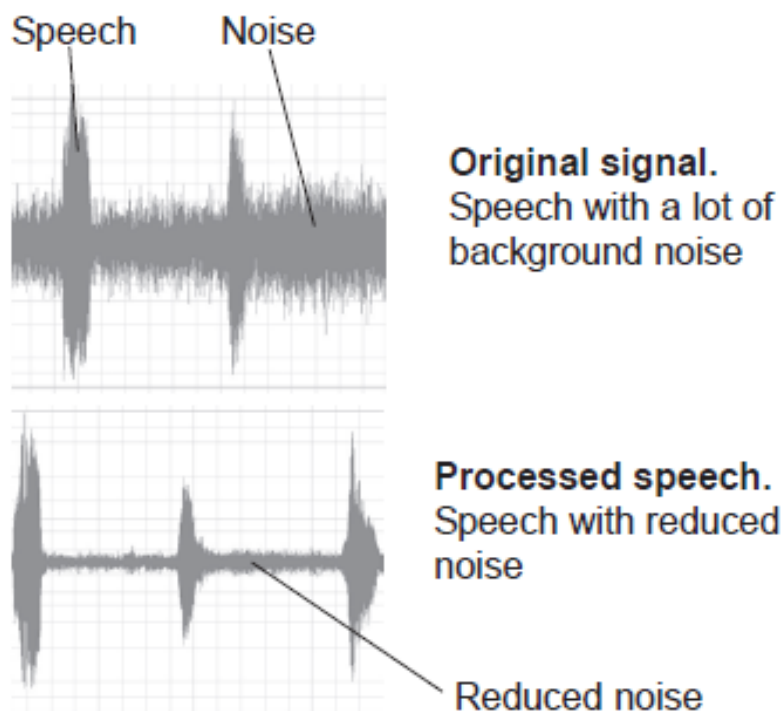 Speech Noise
Original signal.
Speech with a lot of
background noise
Processed speech.
Speech with reduced
noise
Reduced noise